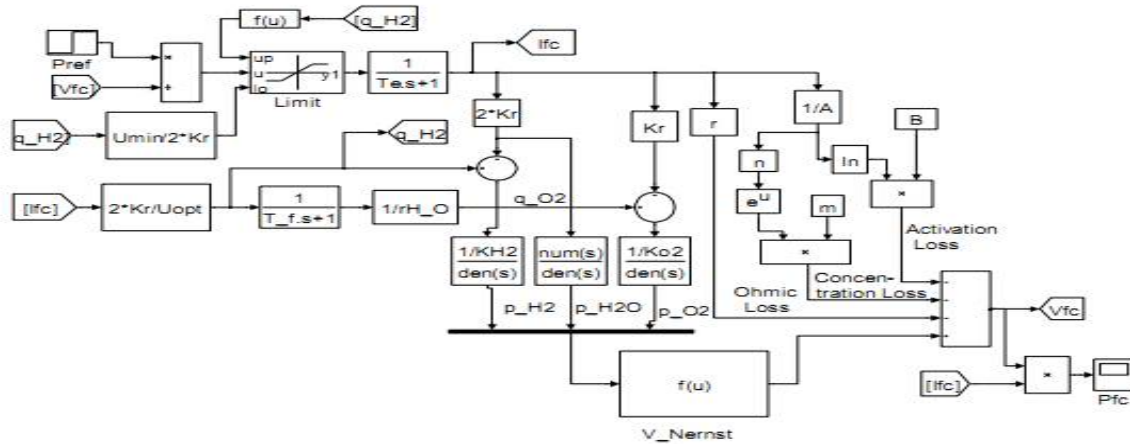 f(u)
[q_H2]
Pref
[Vfc]
up
u
lo
y1
Limit
1
Te.s+1
Ifc
q_H2]
Umin/2*Kr
2*Kr
Kr
r
1/A
B
n
ln
e^u
m
q_H2
[Ifc]
2*Kr/Uopt
1
T_f.s+1
1/rH_O
q_O2
Activation
Loss
1/KH2
den(s)
num(s)
den(s)
1/Ko2
den(s)
Ohmic
Loss
Concen-
tration Loss
p_H2
p_H2O
p_O2
Vfc
f(u)
V_Nernst
[Ifc]
Pfc